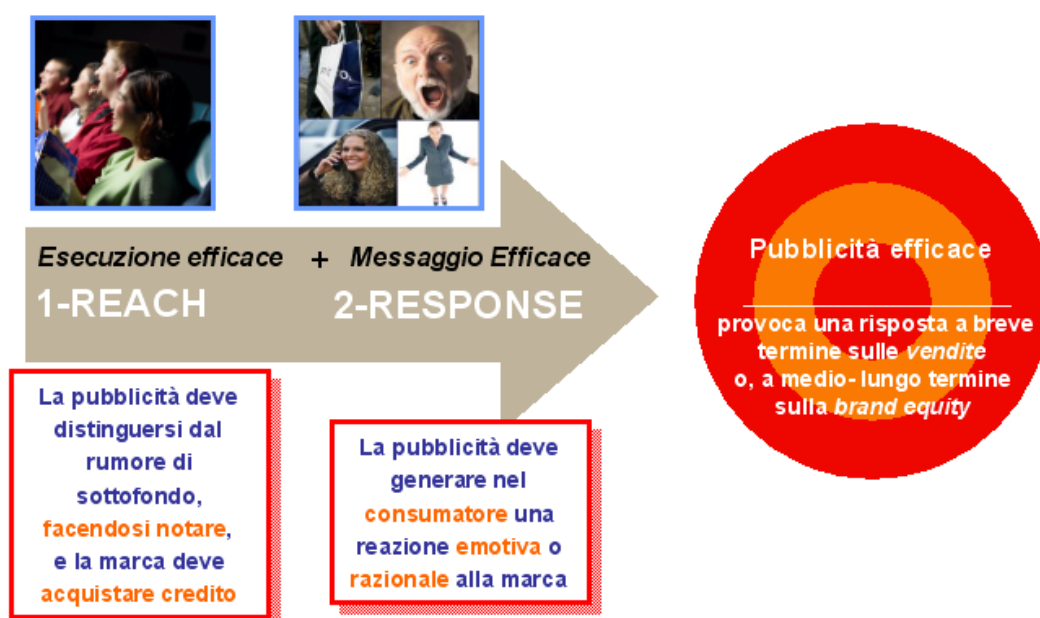 Esecuzione efficace + Messaggio Efficace
1-REACH 2-RESPONSE
La pubblicità deve
distinguersi dal
rumore di
sottofondo,
facendosi notare,
e la marca deve
acquistare credito
La pubblicità deve
generare nel
consumatore una
reazione emotiva o
razionale alla marca
Pubblicità efficace
provoca una risposta a breve
termine sulle vendite
o, a medio-lungo termine
sulla brand equity